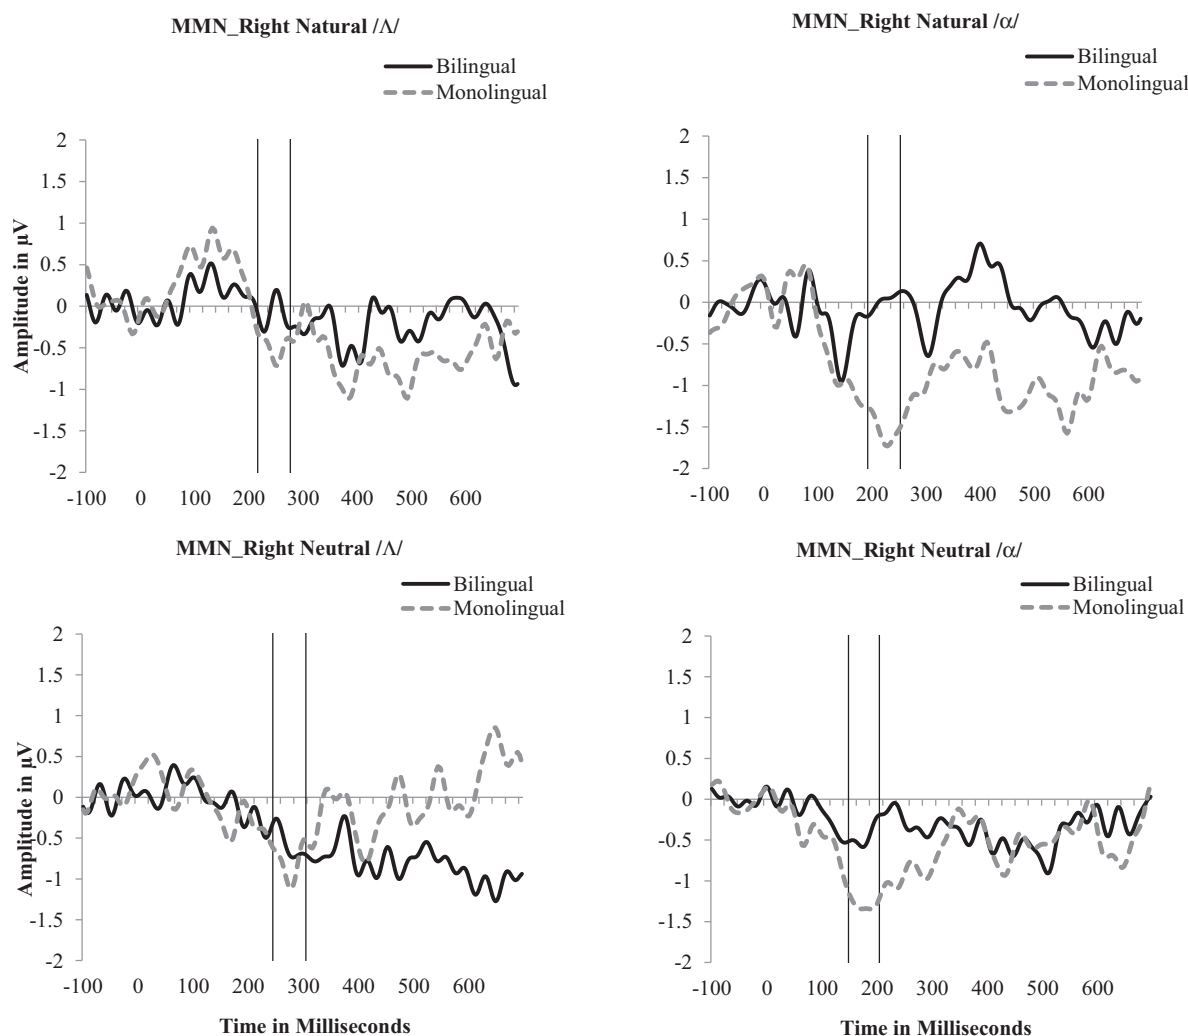 MMN_Right Natural /Λ/
Bilingual
Monolingual
2
1.5
1
0.5
0
-0.5
-1
-1.5
-2
Amplitude in µV
-100 0 100 200 300 400 500 600
MMN_Right Natural /α/
Bilingual
Monolingual
2
1.5
1
0.5
0
-0.5
-1
-1.5
-2
-100 0 100 200 300 400 500 600
MMN_Right Neutral /Λ/
Bilingual
Monolingual
2
1.5
1
0.5
0
-0.5
-1
-1.5
-2
Amplitude in µV
-100 0 100 200 300 400 500 600
Time in Milliseconds
MMN_Right Neutral /α/
Bilingual
Monolingual
2
1.5
1
0.5
0
-0.5
-1
-1.5
-2
-100 0 100 200 300 400 500 600
Time in Milliseconds